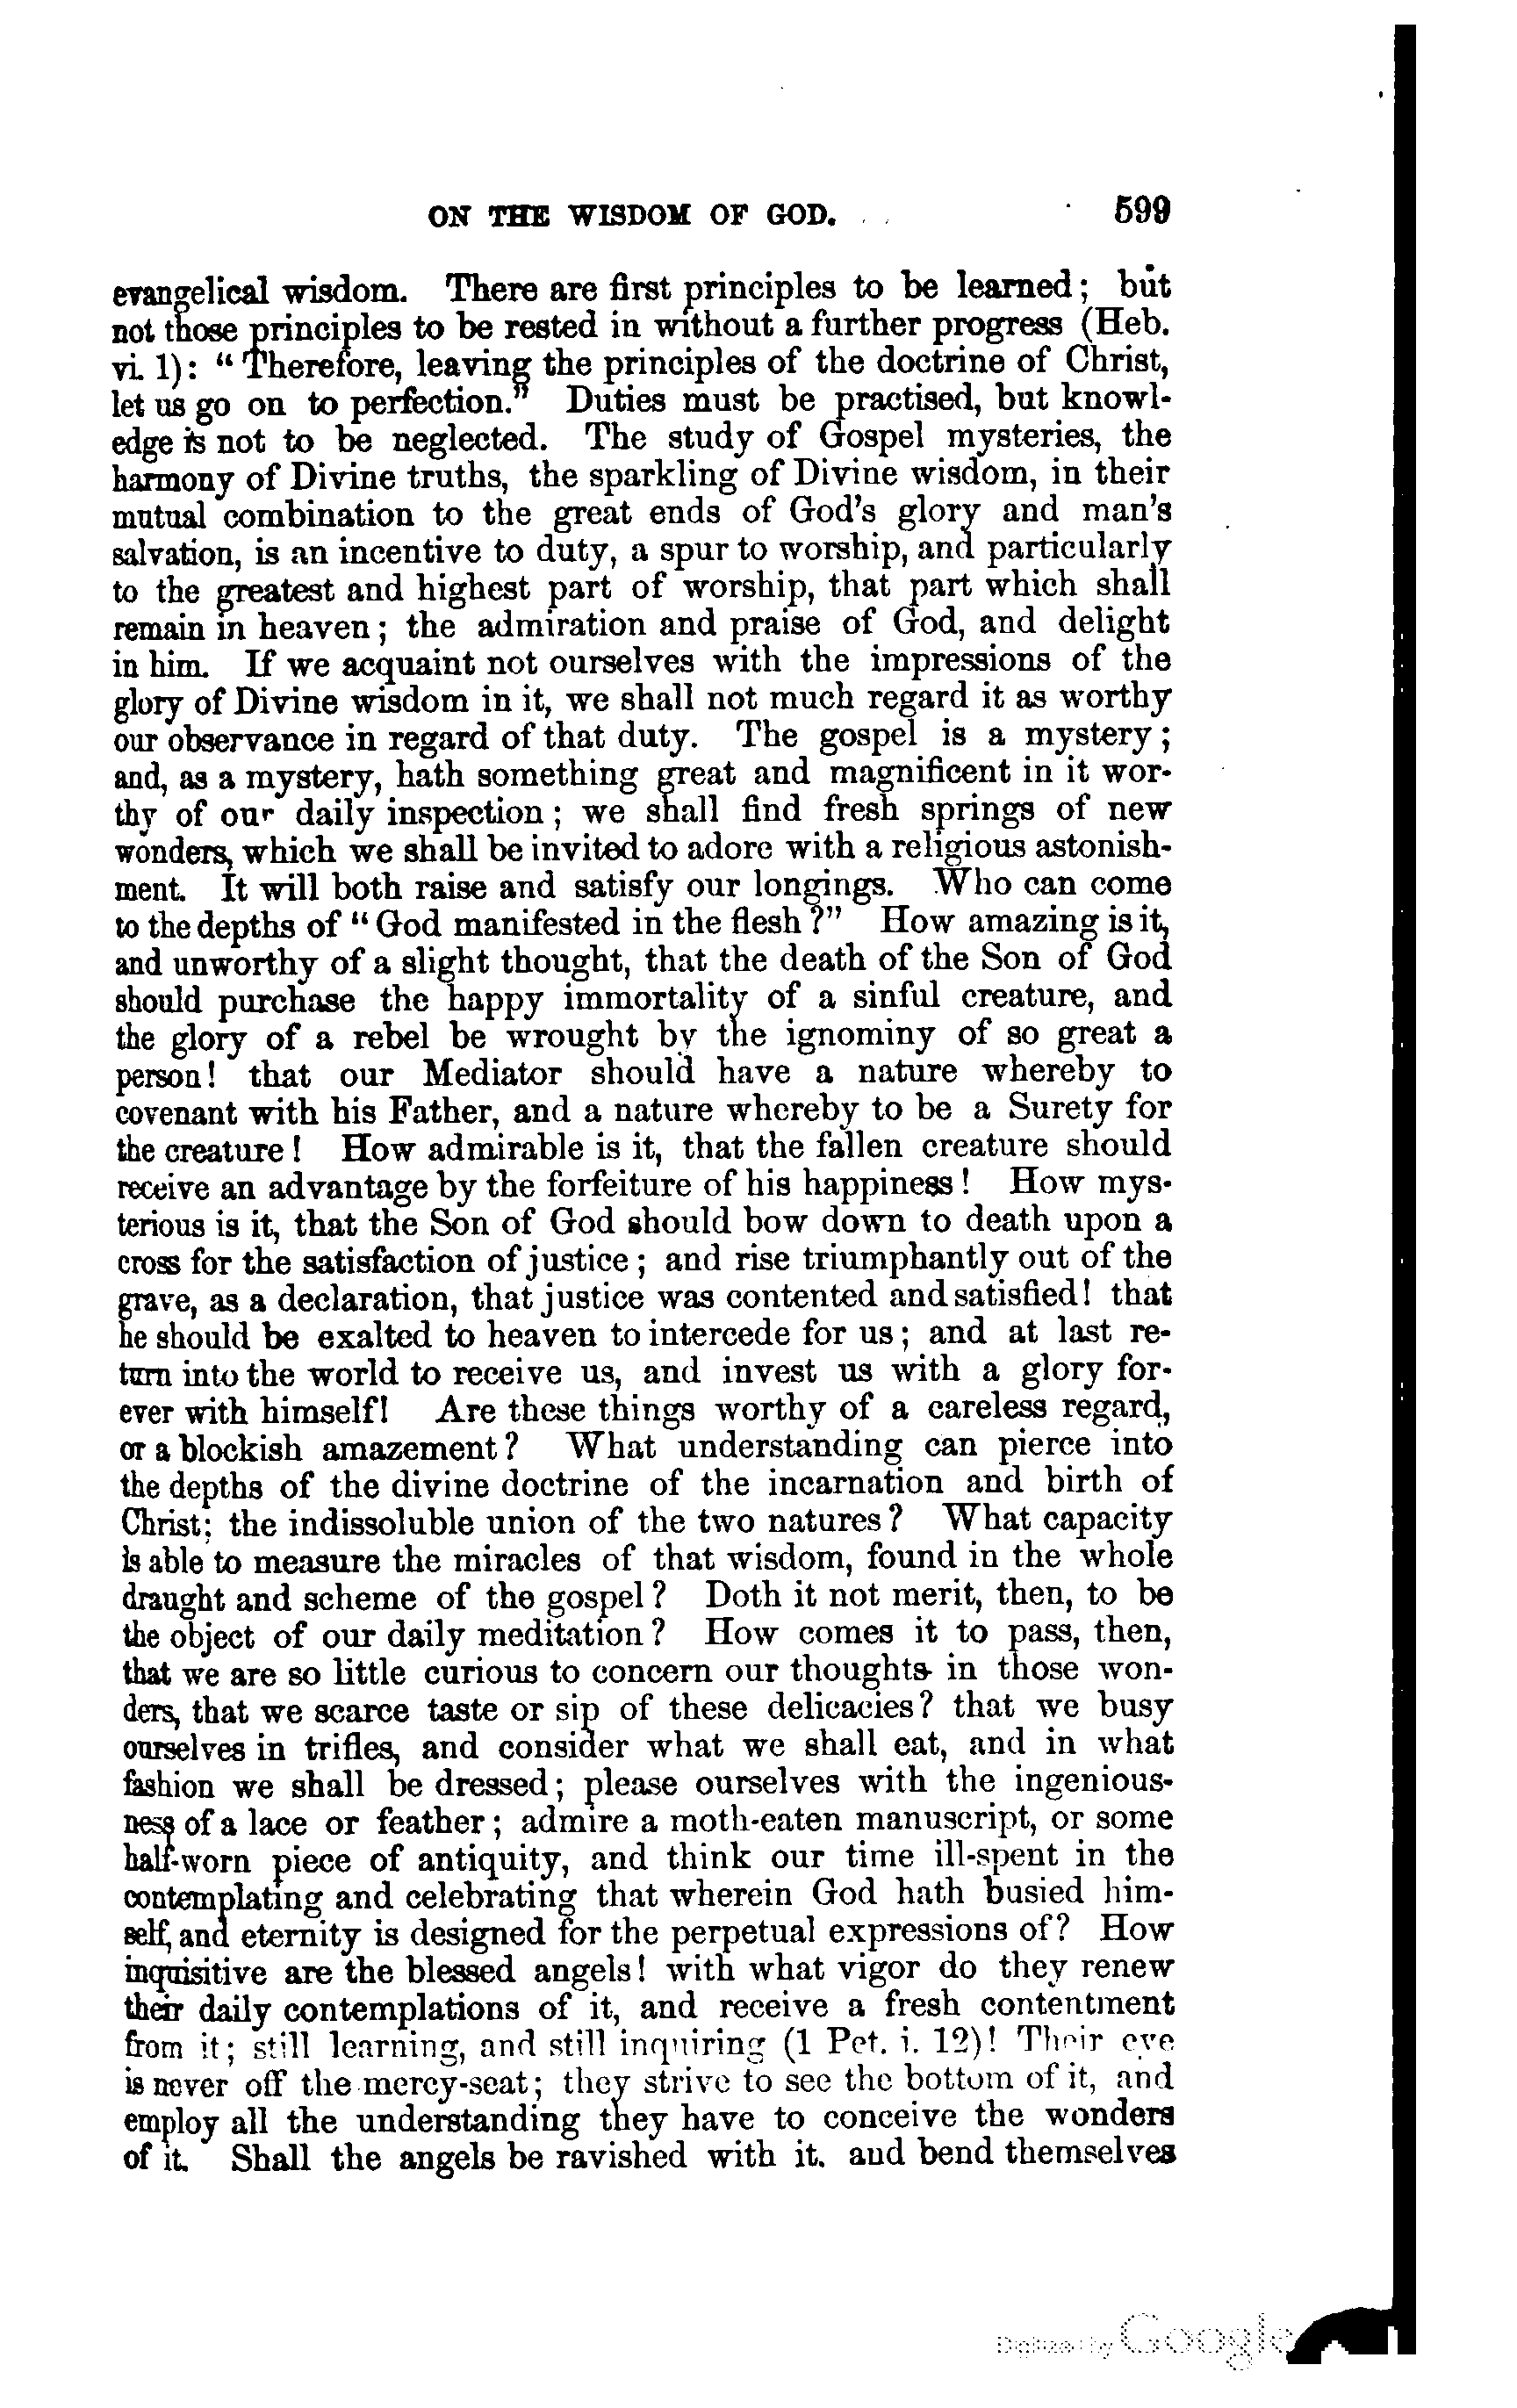 ON THE WISDOM OF GOD. 599
evangelical wisdom. There are first principles to be learned; but
not those principles to be rested in without a further progress (Heb.
vi. 1): “Therefore, leaving the principles of the doctrine of Christ,
let us go on to perfection.” Duties must be practised, but knowl-
edge is not to be neglected. The study of Gospel mysteries, the
harmony of Divine truths, the sparkling of Divine wisdom, in their
mutual combination to the great ends of God's glory and man's
salvation, is an incentive to duty, a spur to worship, and particularly
to the greatest and highest part of worship, that part which shall
remain in heaven; the admiration and praise of God, and delight
in him. If we acquaint not ourselves with the impressions of the
glory of Divine wisdom in it, we shall not much regard it as worthy
our observance in regard of that duty. The gospel is a mystery;
and, as a mystery, hath something great and magnificent in it wor-
thy of our daily inspection; we shall find fresh springs of new
wonders, which we shall be invited to adore with a religious astonish-
ment. It will both raise and satisfy our longings. Who can come
to the depths of “God manifested in the flesh?” How amazing is it,
and unworthy of a slight thought, that the death of the Son of God
should purchase the happy immortality of a sinful creature, and
the glory of a rebel be wrought by the ignominy of so great a
person! that our Mediator should have a nature whereby to
covenant with his Father, and a nature whereby to be a Surety for
the creature! How admirable is it, that the fallen creature should
receive an advantage by the forfeiture of his happiness! How mys-
terious is it, that the Son of God should bow down to death upon a
cross for the satisfaction of justice; and rise triumphantly out of the
grave, as a declaration, that justice was contented and satisfied! that
he should be exalted to heaven to intercede for us; and at last re-
turn into the world to receive us, and invest us with a glory for-
ever with himself! Are these things worthy of a careless regard,
or a blockish amazement? What understanding can pierce into
the depths of the divine doctrine of the incarnation and birth of
Christ; the indissoluble union of the two natures? What capacity
is able to measure the miracles of that wisdom, found in the whole
draught and scheme of the gospel? Doth it not merit, then, to be
the object of our daily meditation? How comes it to pass, then,
that we are so little curious to concern our thoughts in those won-
ders, that we scarce taste or sip of these delicacies? that we busy
ourselves in trifles, and consider what we shall eat, and in what
fashion we shall be dressed; please ourselves with the ingenious-
ness of a lace or feather; admire a moth-eaten manuscript, or some
half-worn piece of antiquity, and think our time ill-spent in the
contemplating and celebrating that wherein God hath busied him-
self, and eternity is designed for the perpetual expressions of? How
inquisitive are the blessed angels! with what vigor do they renew
their daily contemplations of it, and receive a fresh contentment
from it; still learning, and still inquiring (1 Pet. i. 12)! Their eye
is never off the mercy-seat; they strive to see the bottom of it, and
employ all the understanding they have to conceive the wonders
of it. Shall the angels be ravished with it. and bend themselves
Digitized by Google